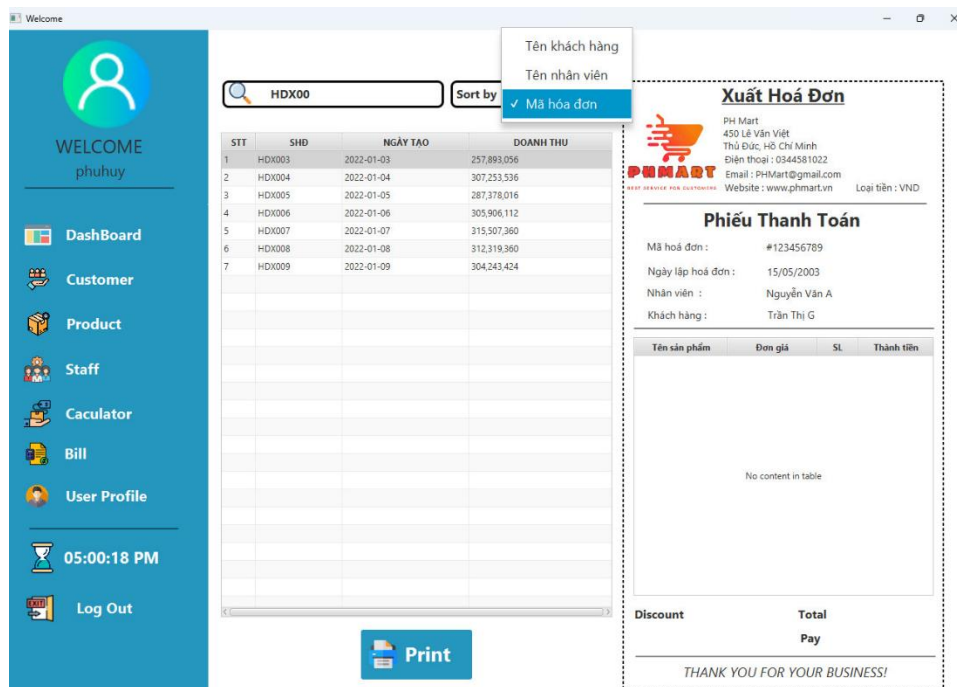 Welcome
WELCOME
phuhuy
DashBoard
Customer
Product
Staff
Caculator
Bill
User Profile
05:00:18 PM
EXIT
Log Out
HDX00
Sort by
Tên khách hàng
Tên nhân viên
✓ Mã hóa đơn
STT SHĐ NGÀY TẠO DOANH THU
1 HDX003 2022-01-03 257,893,056
2 HDX004 2022-01-04 307,253,536
3 HDX005 2022-01-05 287,378,016
4 HDX006 2022-01-06 305,906,112
5 HDX007 2022-01-07 315,507,360
6 HDX008 2022-01-08 312,319,360
7 HDX009 2022-01-09 304,243,424
Print
Xuất Hoá Đơn
PHMART
BEST SERVICE FOR CUSTOMERS
PH Mart
450 Lê Văn Việt
Thủ Đức, Hồ Chí Minh
Điện thoại : 0344581022
Email : PHMart@gmail.com
Website : www.phmart.vn Loại tiền : VND
Phiếu Thanh Toán
Mã hoá đơn : #123456789
Ngày lập hoá đơn : 15/05/2003
Nhân viên : Nguyễn Văn A
Khách hàng : Trần Thị G
Tên sản phẩm Đơn giá SL Thành tiền
No content in table
Discount Total
Pay
THANK YOU FOR YOUR BUSINESS!